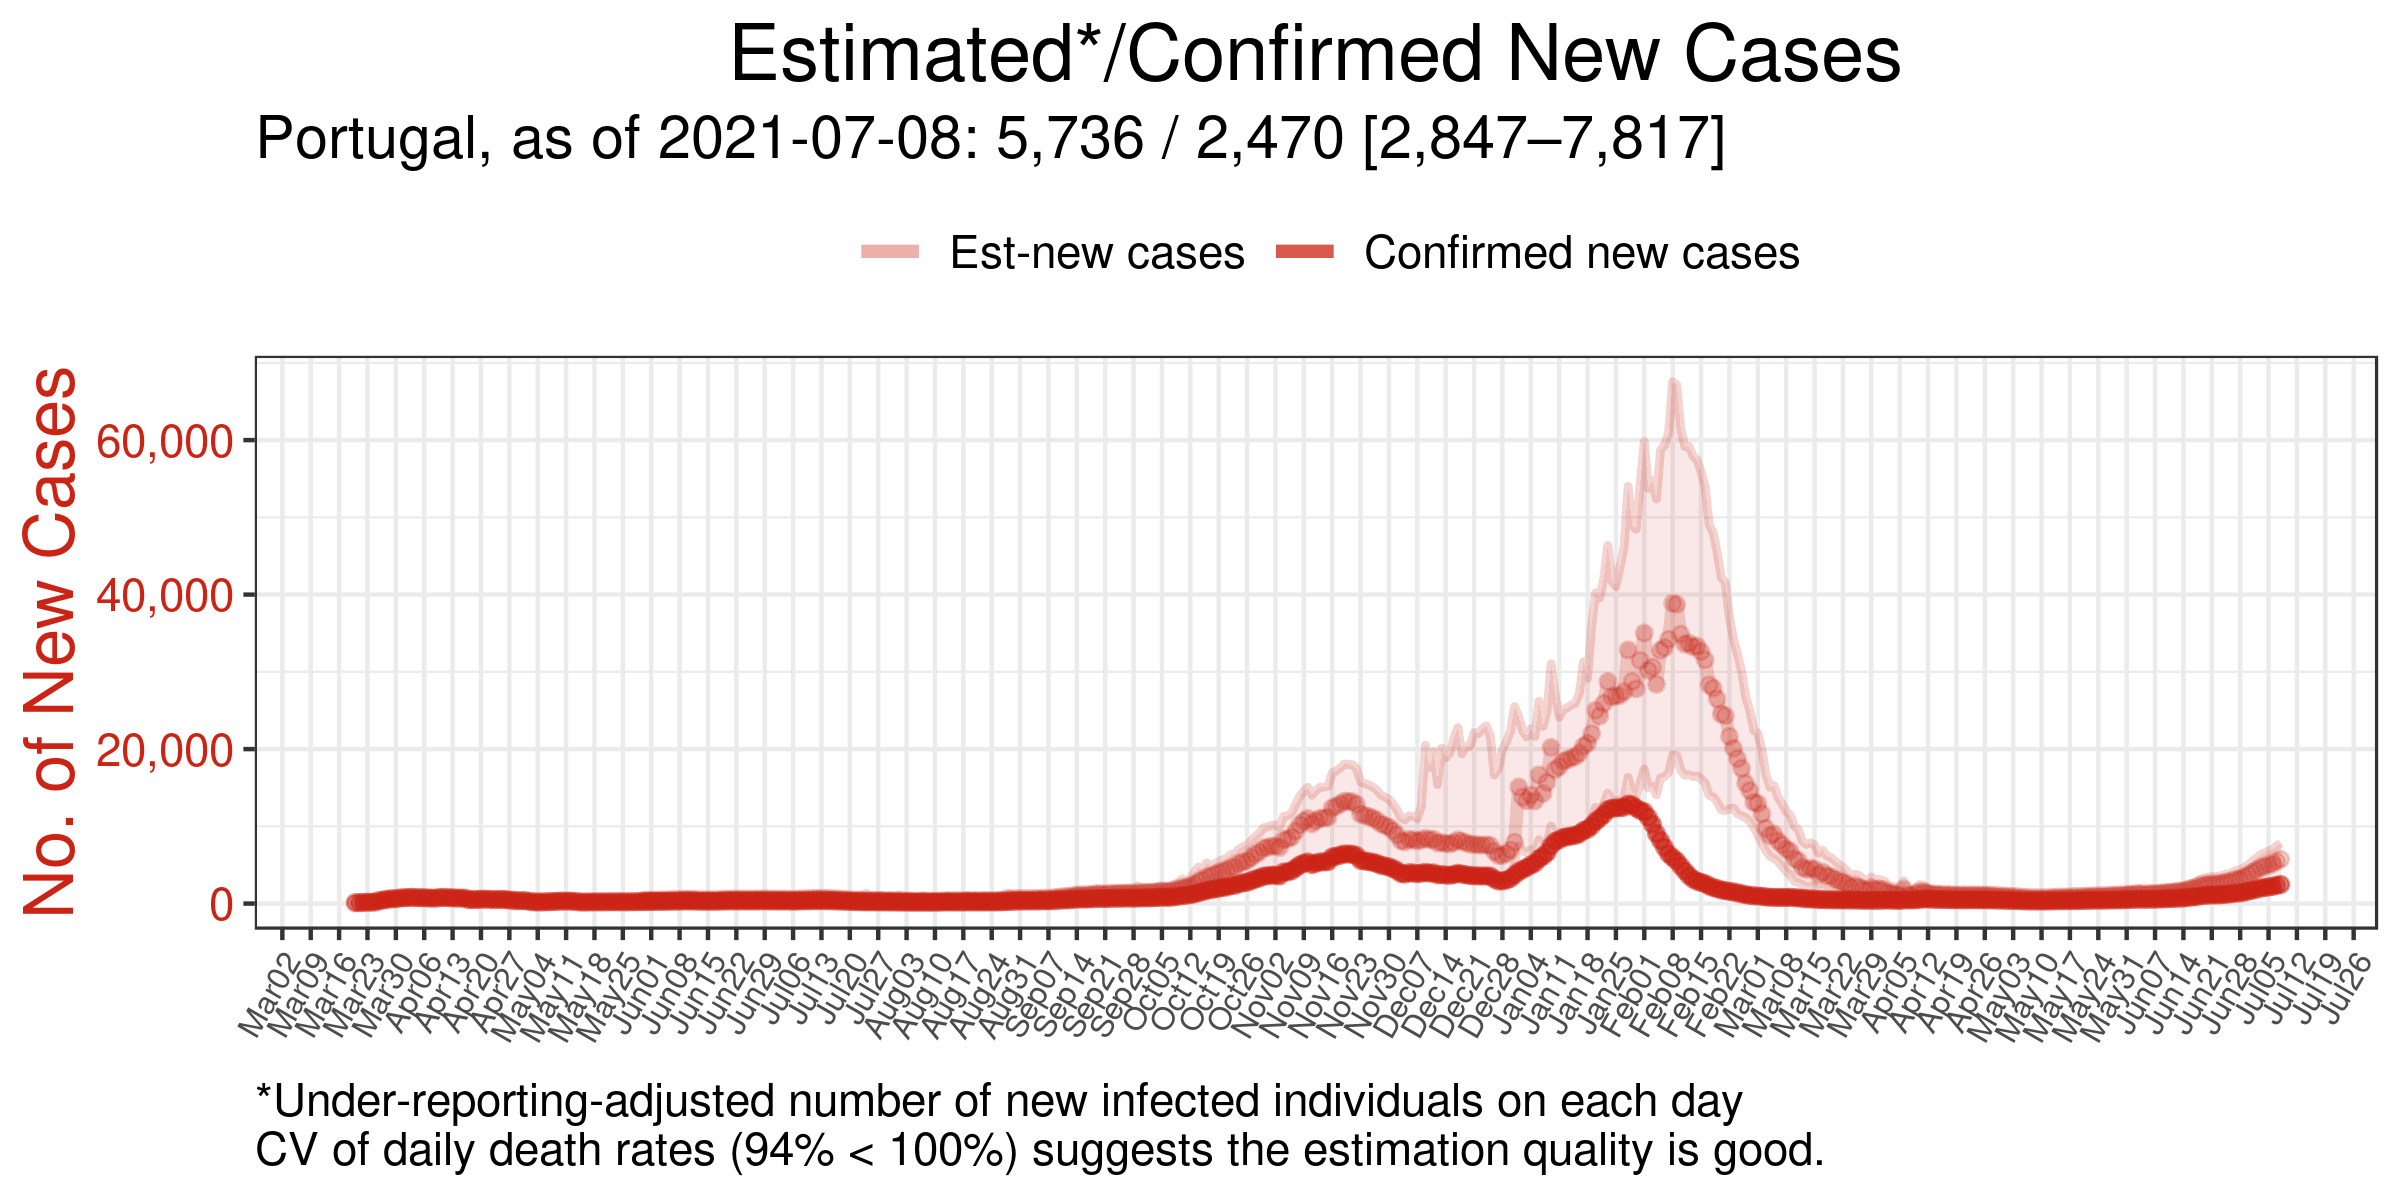 Estimated*/Confirmed New Cases
Portugal, as of 2021-07-08: 5,736 / 2,470 [2,847–7,817]
Est-new cases Confirmed new cases
No. of New Cases
60,000
40,000
20,000
0
Mar02 Mar09 Mar16 Mar23 Mar30 Apr06 Apr13 Apr20 Apr27 May04 May11 May18 May25 Jun01 Jun08 Jun15 Jun22 Jun29 Jul06 Jul13 Jul20 Jul27 Aug03 Aug10 Aug17 Aug24 Aug31 Sep07 Sep14 Sep21 Sep28 Oct05 Oct12 Oct19 Oct26 Nov02 Nov09 Nov16 Nov23 Nov30 Dec07 Dec14 Dec21 Dec28 Jan04 Jan11 Jan18 Jan25 Feb01 Feb08 Feb15 Feb22 Mar01 Mar08 Mar15 Mar22 Mar29 Apr05 Apr12 Apr19 Apr26 May03 May10 May17 May24 May31 Jun07 Jun14 Jun21 Jun28 Jul05 Jul12 Jul19 Jul26
*Under-reporting-adjusted number of new infected individuals on each day
CV of daily death rates (94% < 100%) suggests the estimation quality is good.